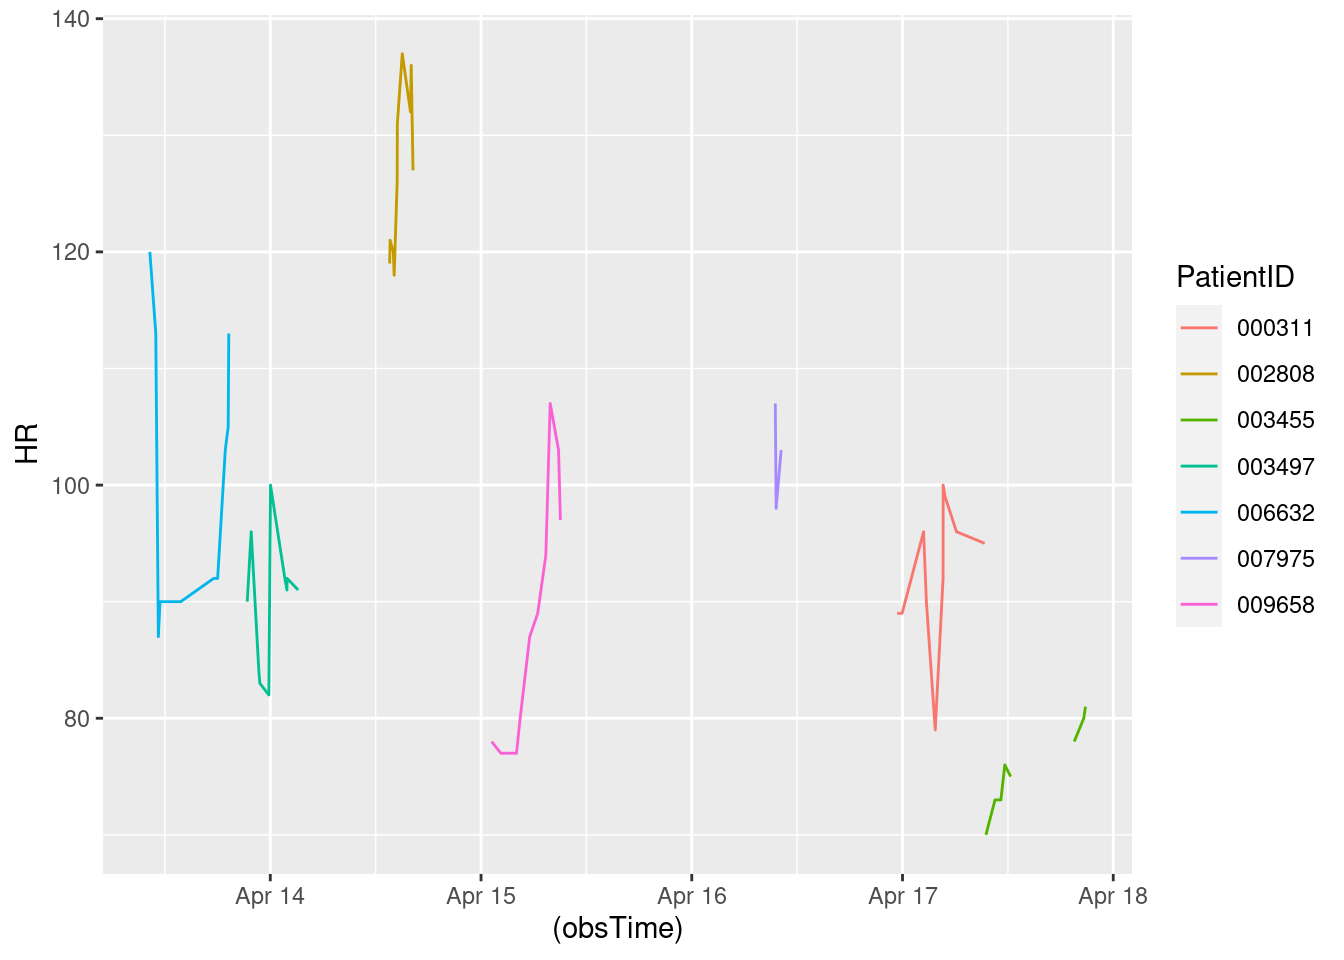 140
120
100
80
HR
Apr 14
Apr 15
Apr 16
Apr 17
Apr 18
(obsTime)
PatientID
000311
002808
003455
003497
006632
007975
009658